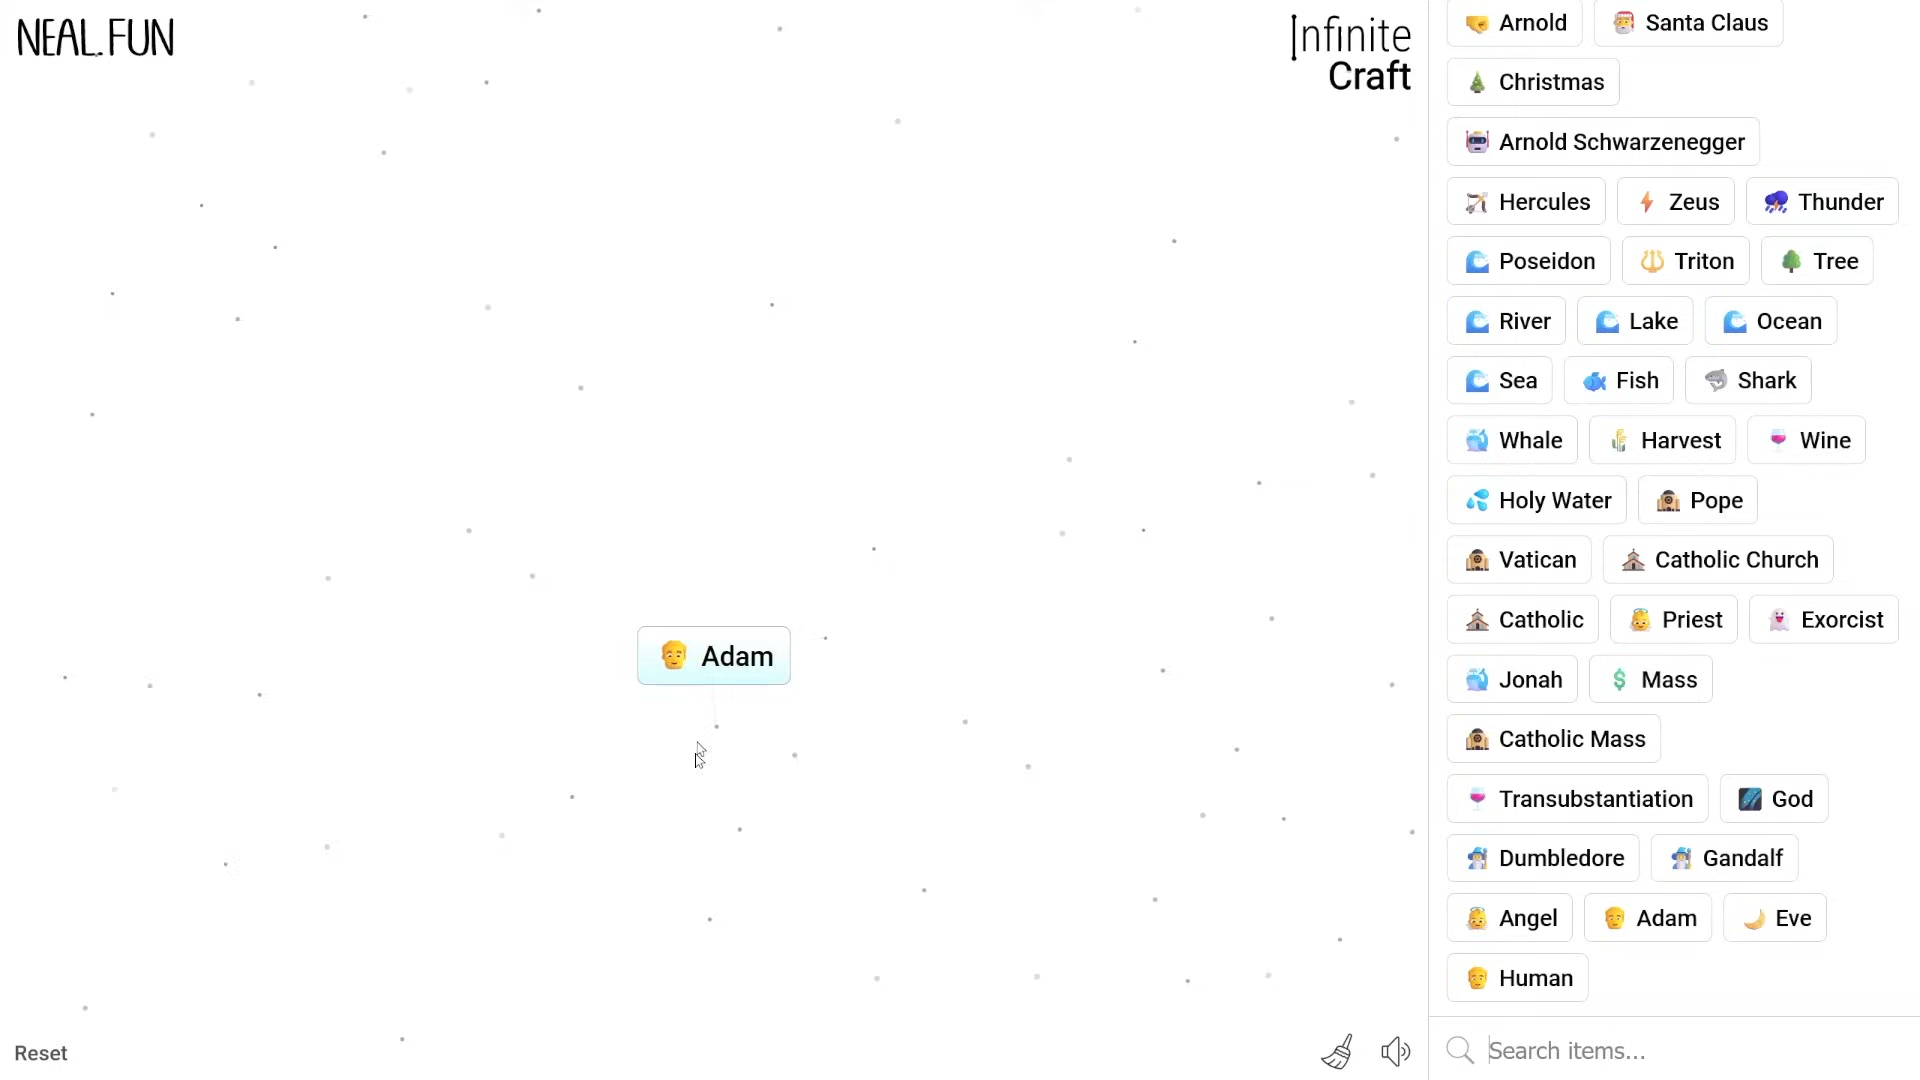 NEAL.FUN
Infinite
Craft
Adam
Reset
Arnold Santa Claus
Christmas
Arnold Schwarzenegger
Hercules Zeus Thunder
Poseidon Triton Tree
River Lake Ocean
Sea Fish Shark
Whale Harvest Wine
Holy Water Pope
Vatican Catholic Church
Catholic Priest Exorcist
Jonah Mass
Catholic Mass
Transubstantiation God
Dumbledore Gandalf
Angel Adam Eve
Human
Search items...